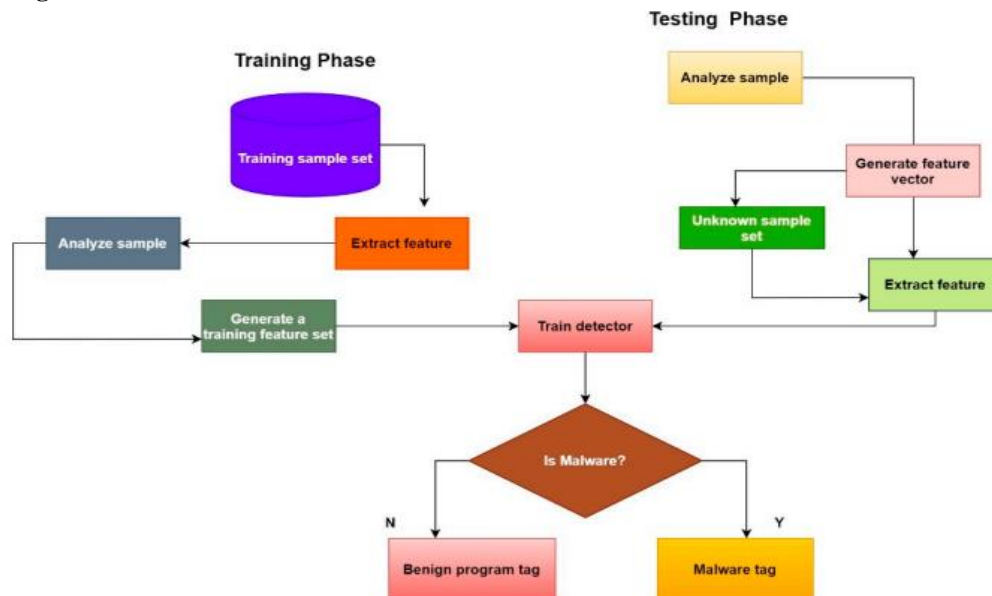 Testing Phase
Training Phase
Analyze sample
Training sample set
Generate feature
vector
Unknown sample
set
Analyze sample
Extract feature
Extract feature
Generate a
training feature set
Train detector
Is Malware?
N
Y
Benign program tag
Malware tag